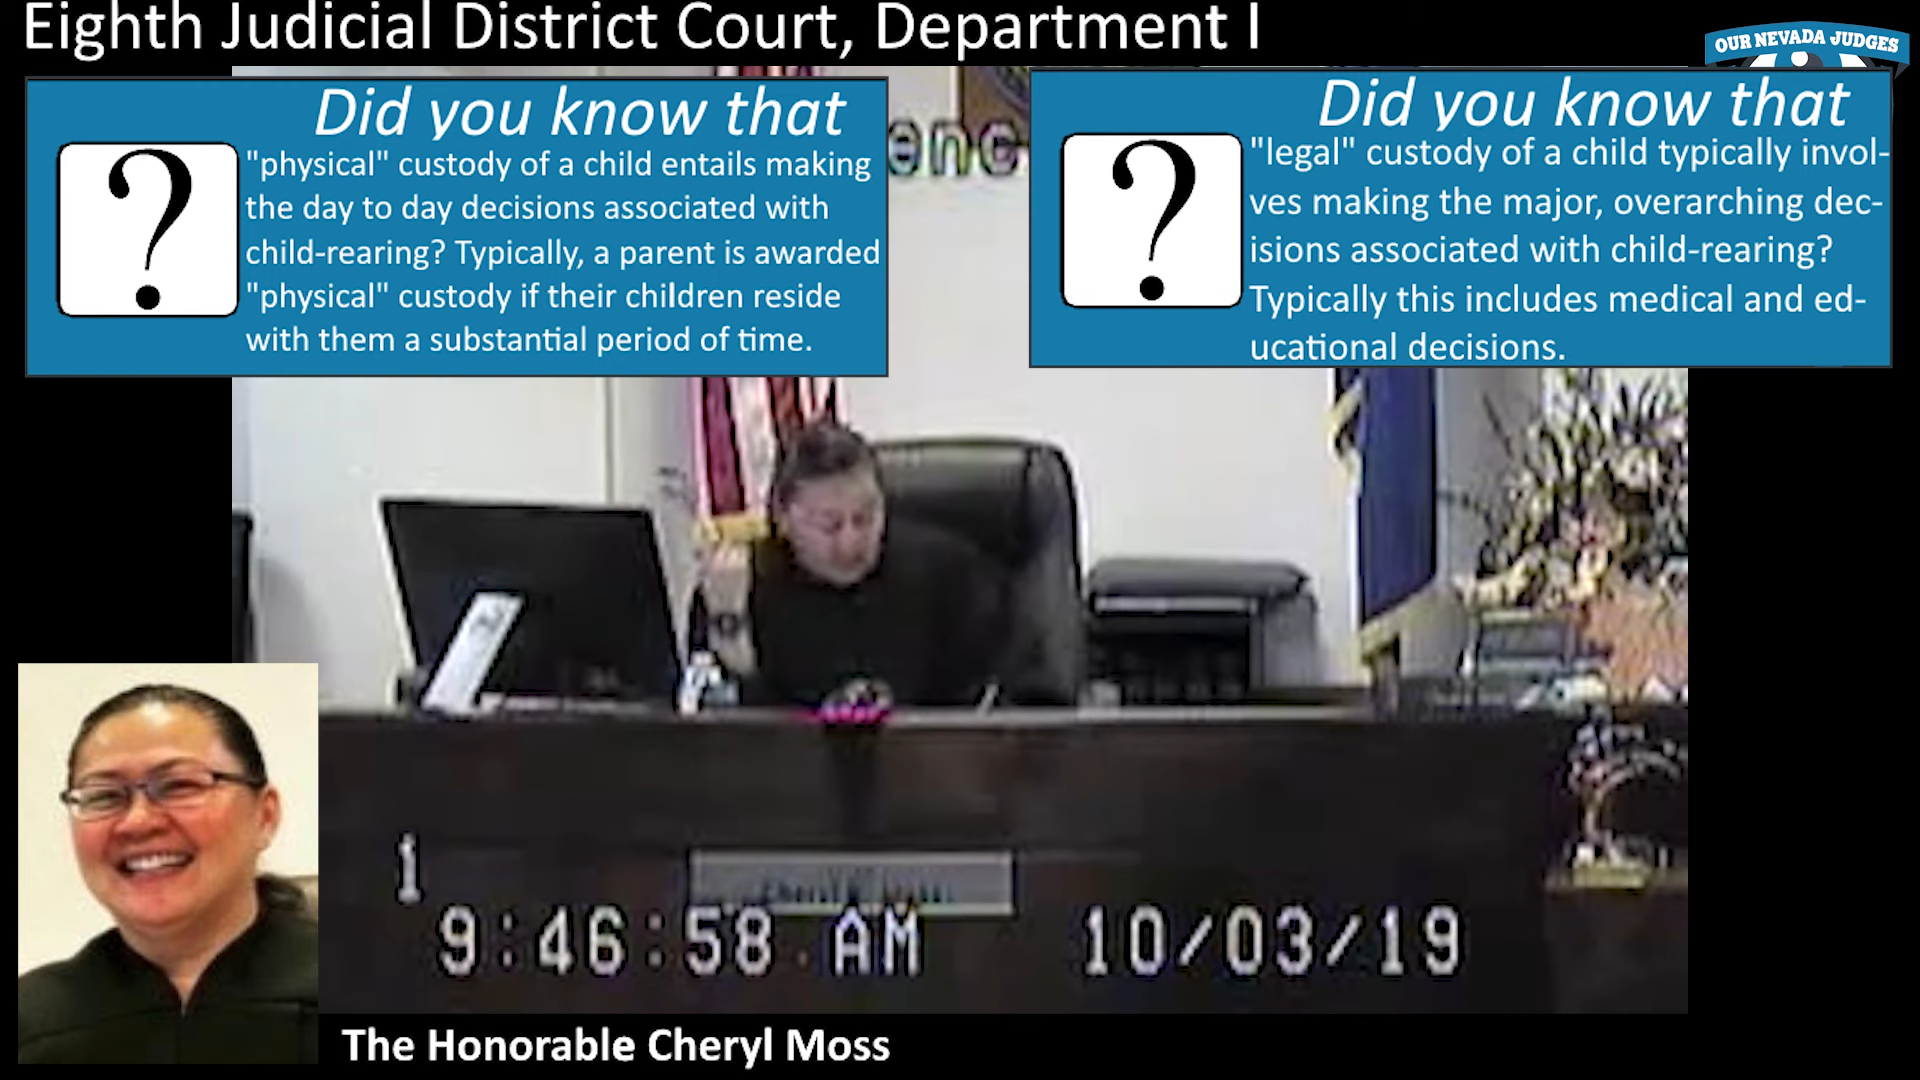 Eighth Judicial District Court, Department I
OUR NEVADA JUDGES
Did you know that
?
"physical" custody of a child entails making
the day to day decisions associated with
child-rearing? Typically, a parent is awarded
"physical" custody if their children reside
with them a substantial period of time.
Did you know that
?
"legal" custody of a child typically invol-
ves making the major, overarching dec-
isions associated with child-rearing?
Typically this includes medical and ed-
ucational decisions.
1
9:46:58 AM 10/03/19
The Honorable Cheryl Moss